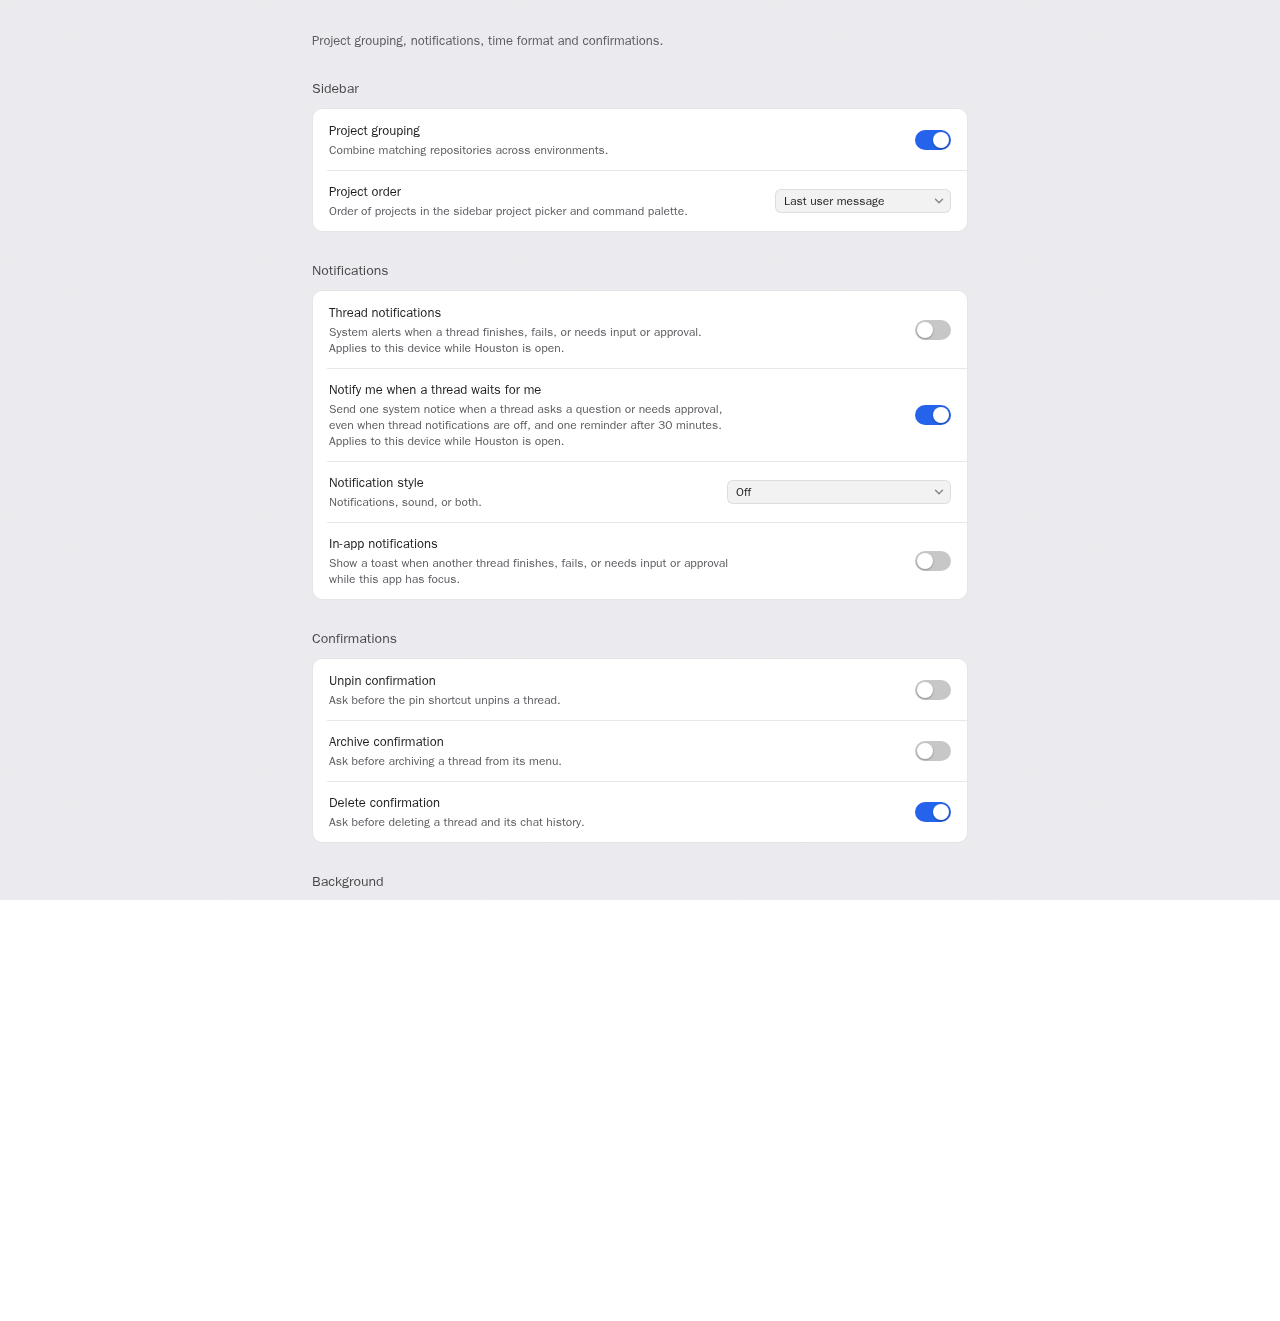 Project grouping, notifications, time format and confirmations.
Sidebar
Project grouping
Combine matching repositories across environments.
Project order
Order of projects in the sidebar project picker and command palette.
Last user message
Notifications
Thread notifications
System alerts when a thread finishes, fails, or needs input or approval.
Applies to this device while Houston is open.
Notify me when a thread waits for me
Send one system notice when a thread asks a question or needs approval,
even when thread notifications are off, and one reminder after 30 minutes.
Applies to this device while Houston is open.
Notification style
Notifications, sound, or both.
Off
In-app notifications
Show a toast when another thread finishes, fails, or needs input or approval
while this app has focus.
Confirmations
Unpin confirmation
Ask before the pin shortcut unpins a thread.
Archive confirmation
Ask before archiving a thread from its menu.
Delete confirmation
Ask before deleting a thread and its chat history.
Background